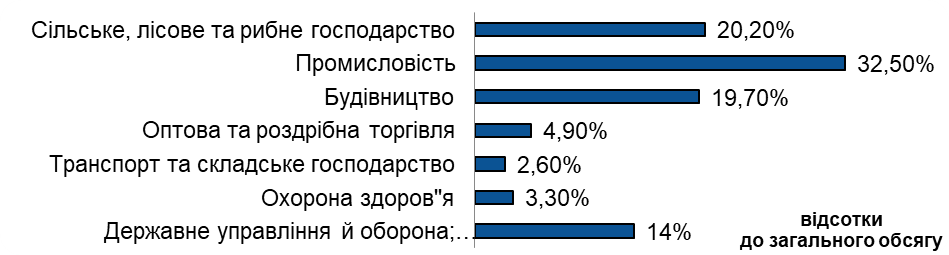 Сільське, лісове та рибне господарство 20,20%
Промисловість 32,50%
Будівництво 19,70%
Оптова та роздрібна торгівля 4,90%
Транспорт та складське господарство 2,60%
Охорона здоров"я 3,30%
Державне управління й оборона;… 14%
відсотки
до загального обсягу